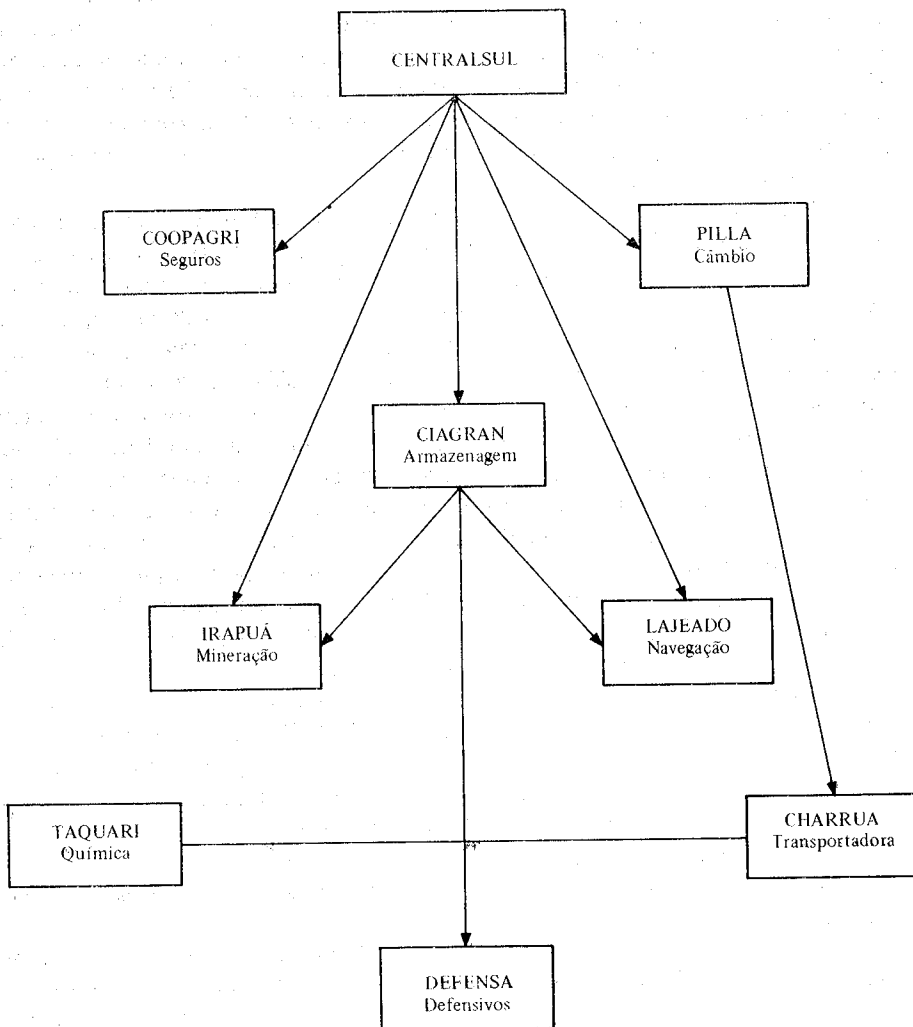 CENTRALSUL
COOPAGRI
Seguros
PILLA
Câmbio
CIAGRAN
Armazenagem
IRAPUÁ
Mineração
LAJEADO
Navegação
TAQUARI
Química
CHARRUA
Transportadora
DEFENSA
Defensivos